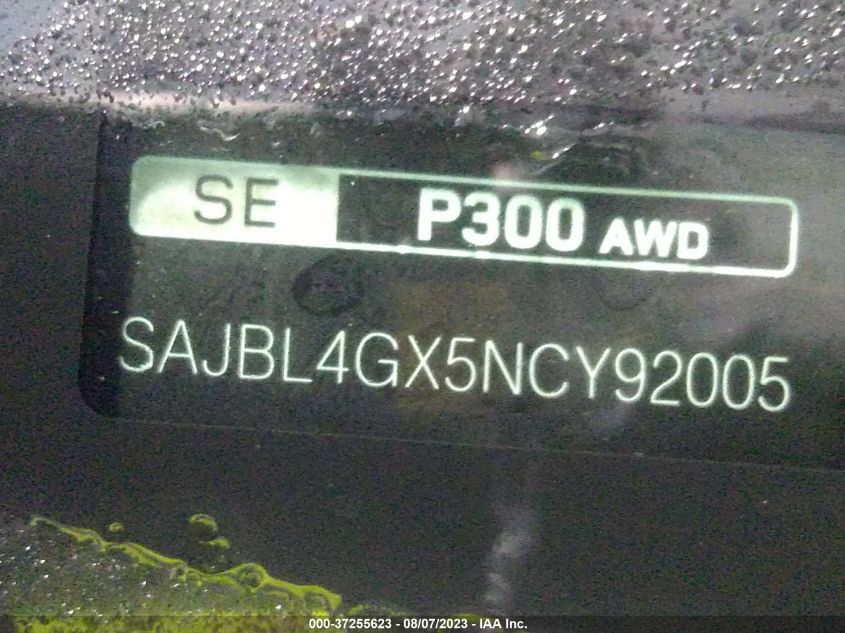 SE P300 AWD
SAJBL4GX5NCY92005
000-37255623 - 08/07/2023 - IAA Inc.